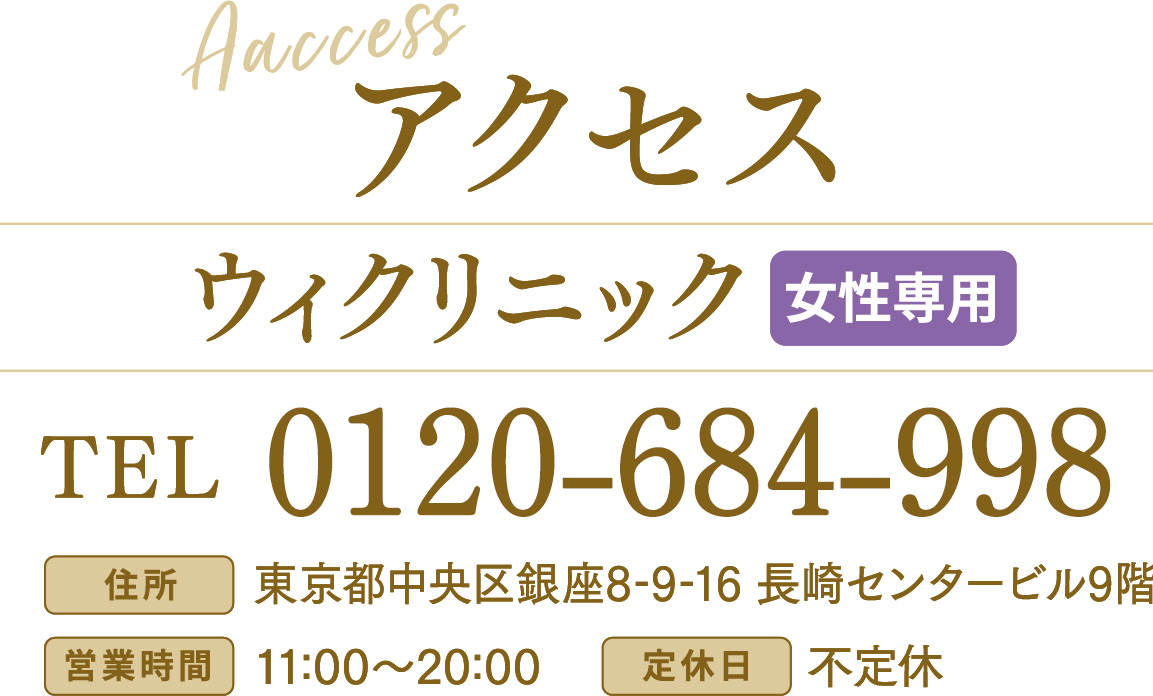 Aaccess
アクセス
ウィクリニック 女性専用
TEL 0120-684-998
住所 東京都中央区銀座8-9-16 長崎センタービル9階
営業時間 11:00～20:00 定休日 不定休